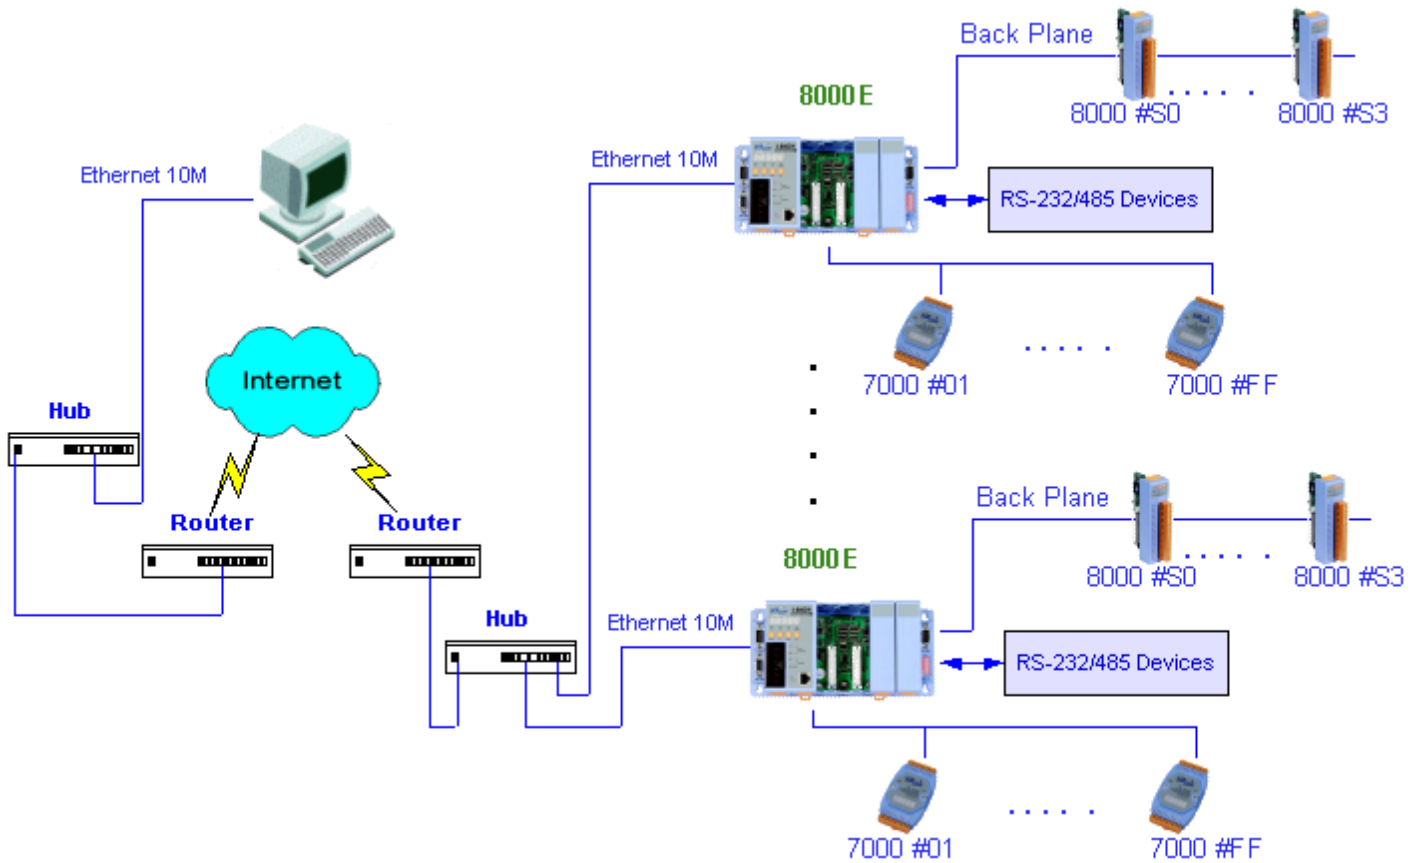 Back Plane
8000 #S0
8000 #S3
8000 E
Ethernet 10M
Ethernet 10M
RS-232/485 Devices
7000 #01
7000 #FF
Internet
Hub
Router
Router
Back Plane
8000 #S0
8000 #S3
8000 E
Hub
Ethernet 10M
RS-232/485 Devices
7000 #01
7000 #FF